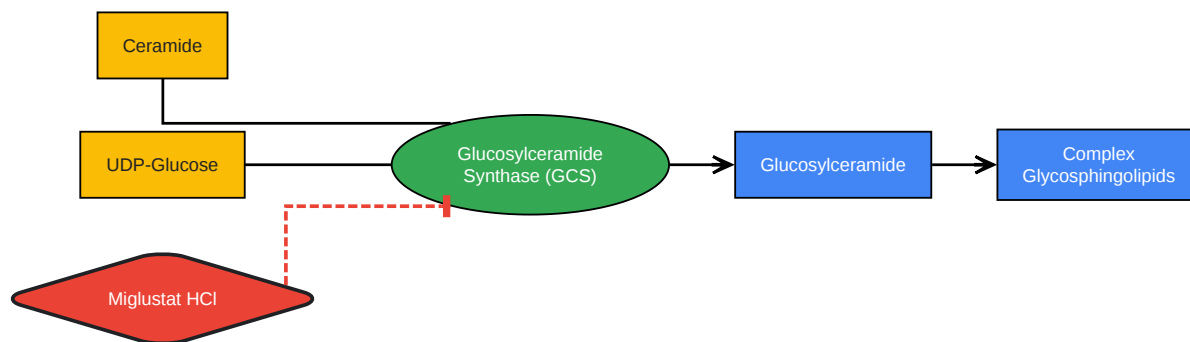 Ceramide
UDP-Glucose
Glucosylceramide
Synthase (GCS)
Glucosylceramide
Complex
Glycosphingolipids
Miglustat HCl